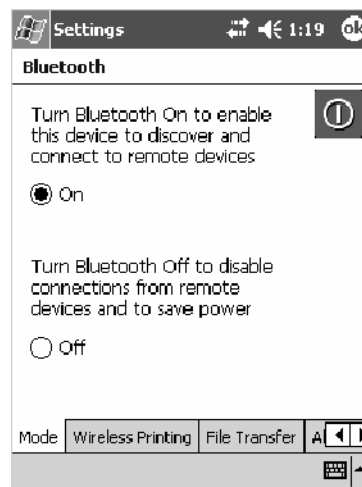 Settings 1:19 ok
Bluetooth
Turn Bluetooth On to enable
this device to discover and
connect to remote devices
On
Turn Bluetooth Off to disable
connections from remote
devices and to save power
Off
Mode Wireless Printing File Transfer A